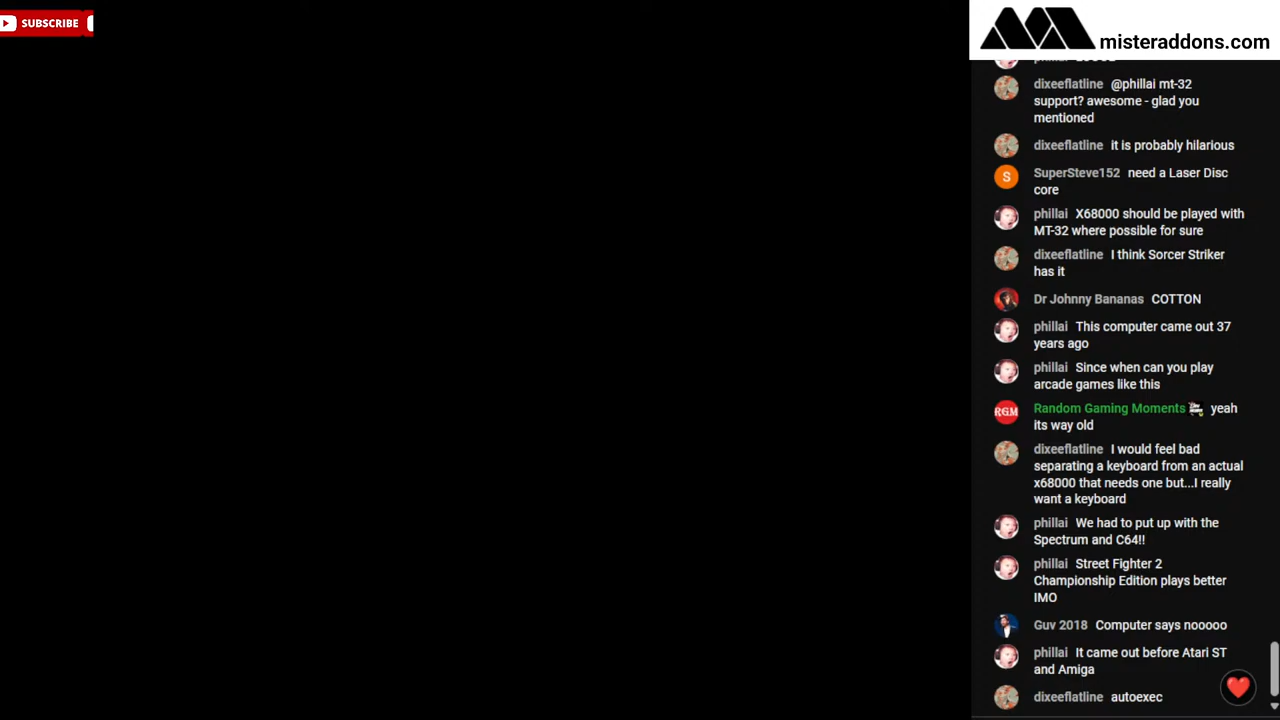 SUBSCRIBE
misteraddons.com
dixeeflatline @phillai mt-32
support? awesome - glad you
mentioned
dixeeflatline it is probably hilarious
S
SuperSteve152 need a Laser Disc
core
phillai X68000 should be played with
MT-32 where possible for sure
dixeeflatline I think Sorcer Striker
has it
Dr Johnny Bananas COTTON
phillai This computer came out 37
years ago
phillai Since when can you play
arcade games like this
RGM
Random Gaming Moments yeah
its way old
dixeeflatline I would feel bad
separating a keyboard from an actual
x68000 that needs one but...I really
want a keyboard
phillai We had to put up with the
Spectrum and C64!!
phillai Street Fighter 2
Championship Edition plays better
IMO
Guv 2018 Computer says nooooo
phillai It came out before Atari ST
and Amiga
dixeeflatline autoexec